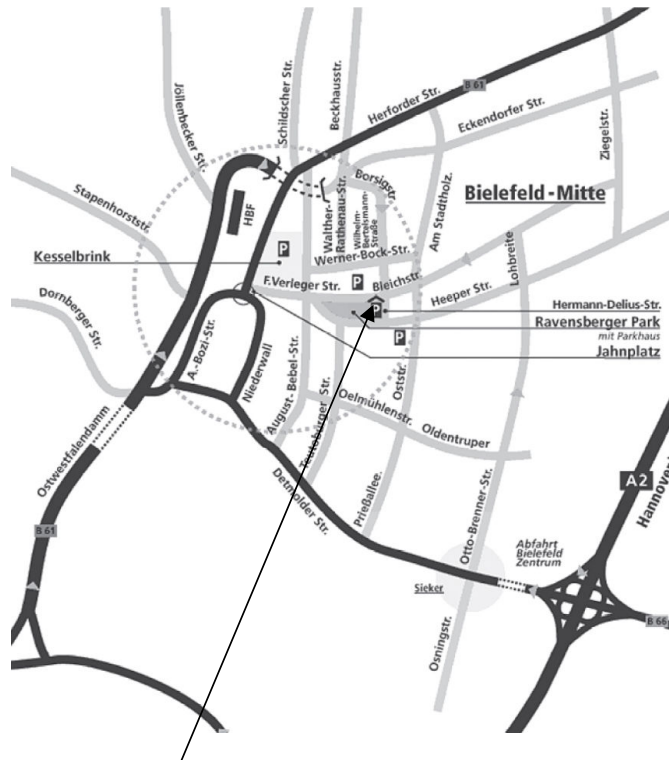 B 61
Herforder Str.
Schildscher Str.
Beckhausstr.
Jöllenbecker Str.
Eckendorfer Str.
Ziegelstr.
Borsigstr.
Bielefeld - Mitte
Stapenhorststr.
HBF
Walther-
Rathenau-Str.
Wilhelm-
Bertelsmann-
Straße
Am Stadtholz.
Werner-Bock-Str.
Lohbreite
Kesselbrink
P
P
F.Verleger Str.
Bleichstr.
Heeper Str.
Hermann-Delius-Str.
P
Ravensberger Park
mit Parkhaus
P
Jahnplatz
Dornberger Str.
A.-Bozi-Str.
Niederwall
August- Bebel-Str.
Teutoburger Str.
Oststr.
Oelmühlenstr.
Oldentruper
Ostwestfalendamm
Detmolder Str.
Prießallee.
Otto-Brenner-Str.
A2
Hannover
B 61
Abfahrt
Bielefeld
Zentrum
Sieker
B 66
Osningstr.